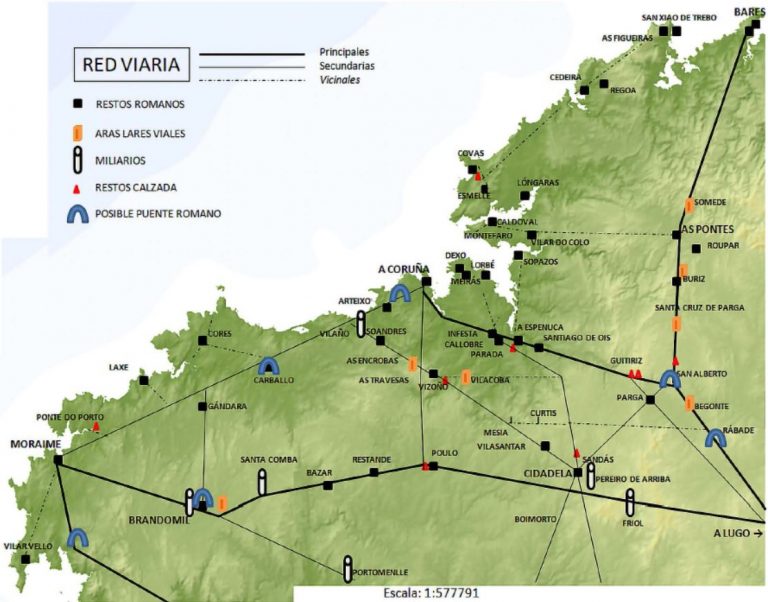 SAN XIAO DE TREBO
BARES
AS FIGUEIRAS
RED VIARIA
Principales
Secundarias
Vicinales
CEDEIRA
REGOA
RESTOS ROMANOS
ARAS LARES VIALES
MILIARIOS
RESTOS CALZADA
POSIBLE PUENTE ROMANO
COVAS
ESMELLE
LÓNGARAS
SOMEDE
CALDOVAL
MONTEFARO
VILAR DO COLO
AS PONTES
ROUPAR
DEXO
LORBÉ
SOPAZOS
MEIRAS
A CORUÑA
BURIZ
ARTEIXO
SANTA CRUZ DE PARGA
VILAÑO
SOANDRES
INFESTA
A ESPENUCA
CALLOBRE
SANTIAGO DE OIS
PARADA
CORES
LAXE
CARBALLO
AS ENCROBAS
AS TRAVESAS
VIZOÑO
VILACOBA
GUITIRIZ
SAN ALBERTO
PARGA
BEGONTE
GÁNDARA
PONTE DO PORTO
CURTIS
MESIA
RÁBADE
MORAIME
VILASANTAR
SANTA COMBA
RESTANDE
POULO
SANDÁS
BAZAR
CIDADELA
PEREIRO DE ARRIBA
BRANDOMIL
BOIMORTO
FRIOL
A LUGO →
VILARVELLO
PORTOMENLLE
Escala: 1:577791